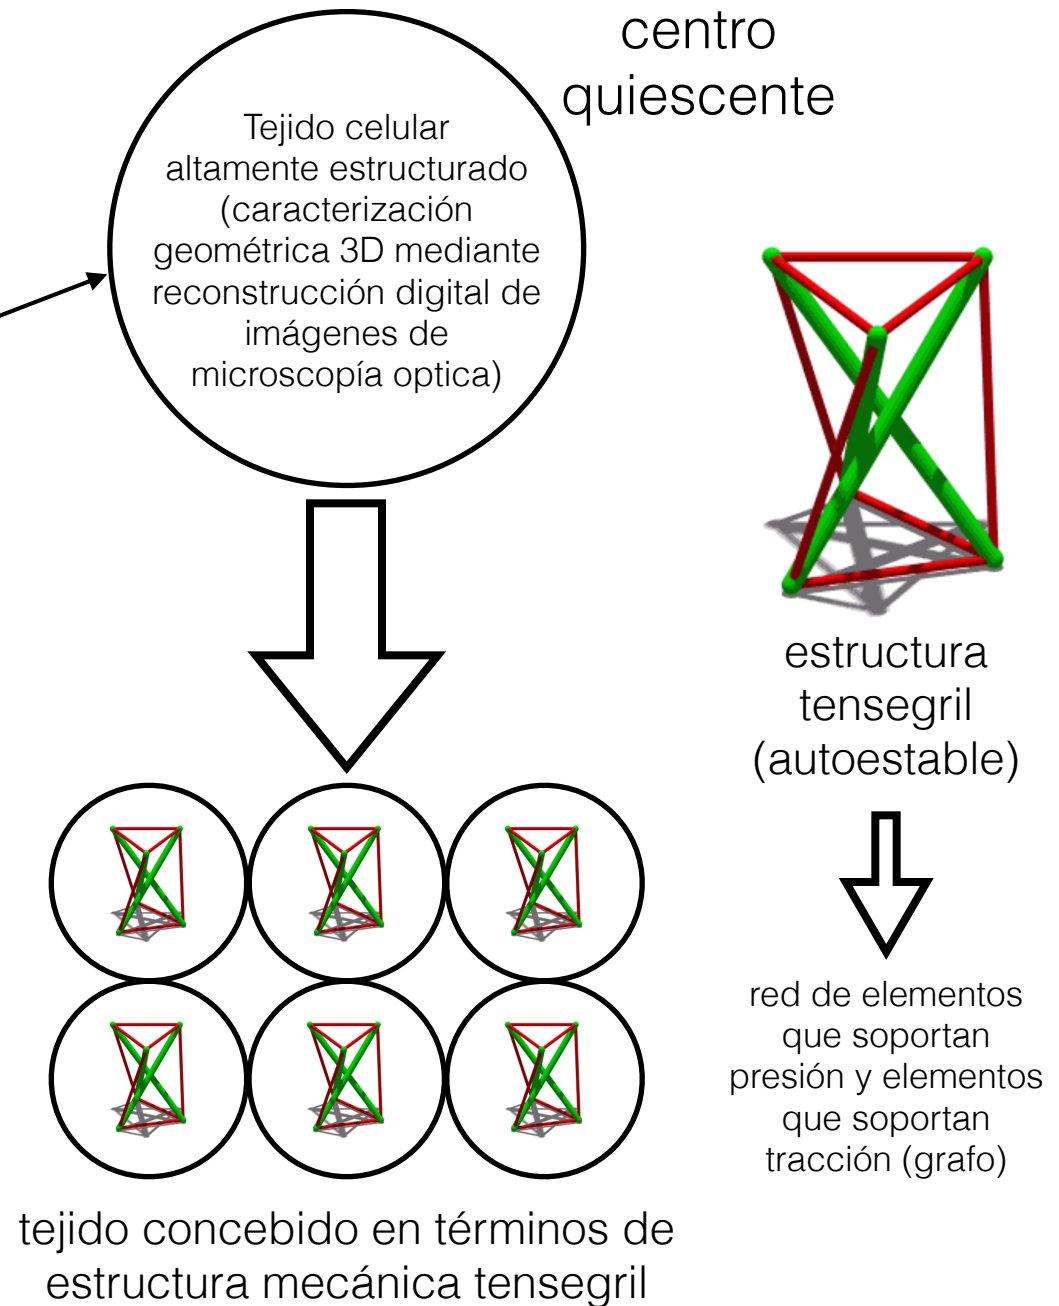 centro
quiescente
Tejido celular
altamente estructurado
(caracterización
geométrica 3D mediante
reconstrucción digital de
imágenes de
microscopía optica)
estructura
tensegril
(autoestable)
red de elementos
que soportan
presión y elementos
que soportan
tracción (grafo)
tejido concebido en términos de
estructura mecánica tensegril